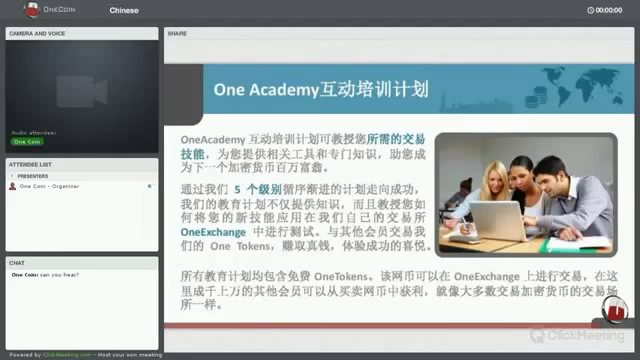 ONECOIN
Chinese
00:00:00
CAMERA AND VOICE
SHARE
Audio attendee:
One Coin
ATTENDEE LIST
PRESENTERS
One Coin - Organizer
CHAT
One Coin: can you hear?
One Academy互动培训计划
OneAcademy 互动培训计划可教授您所需的交易
技能，为您提供相关工具和专门知识，助您成
为下一个加密货币百万富翁。
通过我们 5 个级别循序渐进的计划走向成功，
我们的教育计划不仅提供知识，而且教授您如
何将您的新技能应用在我们自己的交易所
OneExchange 中进行测试。与其他会员交易我
们的 One Tokens，赚取真钱，体验成功的喜悦。
所有教育计划均包含免费 OneTokens。该网币可以在 OneExchange 上进行交易，在这
里成千上万的其他会员可以从买卖网币中获利，就像大多数交易加密货币的交易场
所一样。
ClickMeeting
Powered by ClickMeeting.com - Host your own meeting